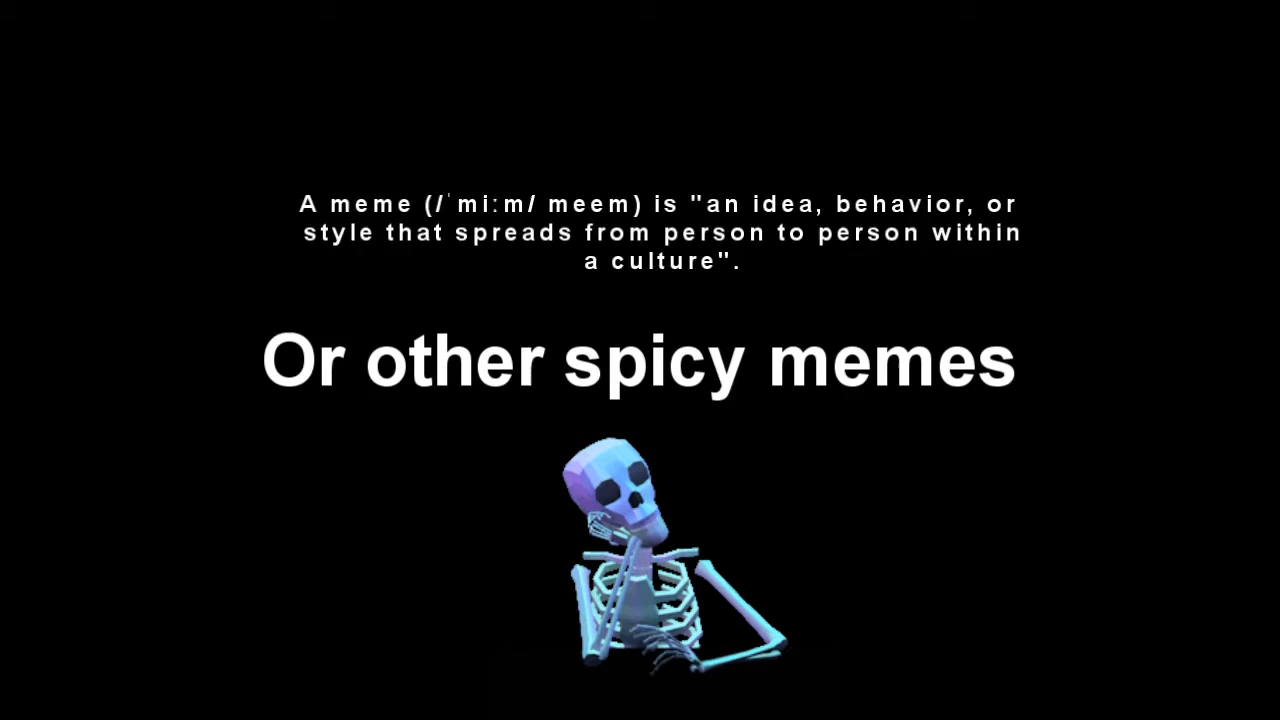 A meme (/ˈmiːm/ meem) is "an idea, behavior, or
style that spreads from person to person within
a culture".
Or other spicy memes